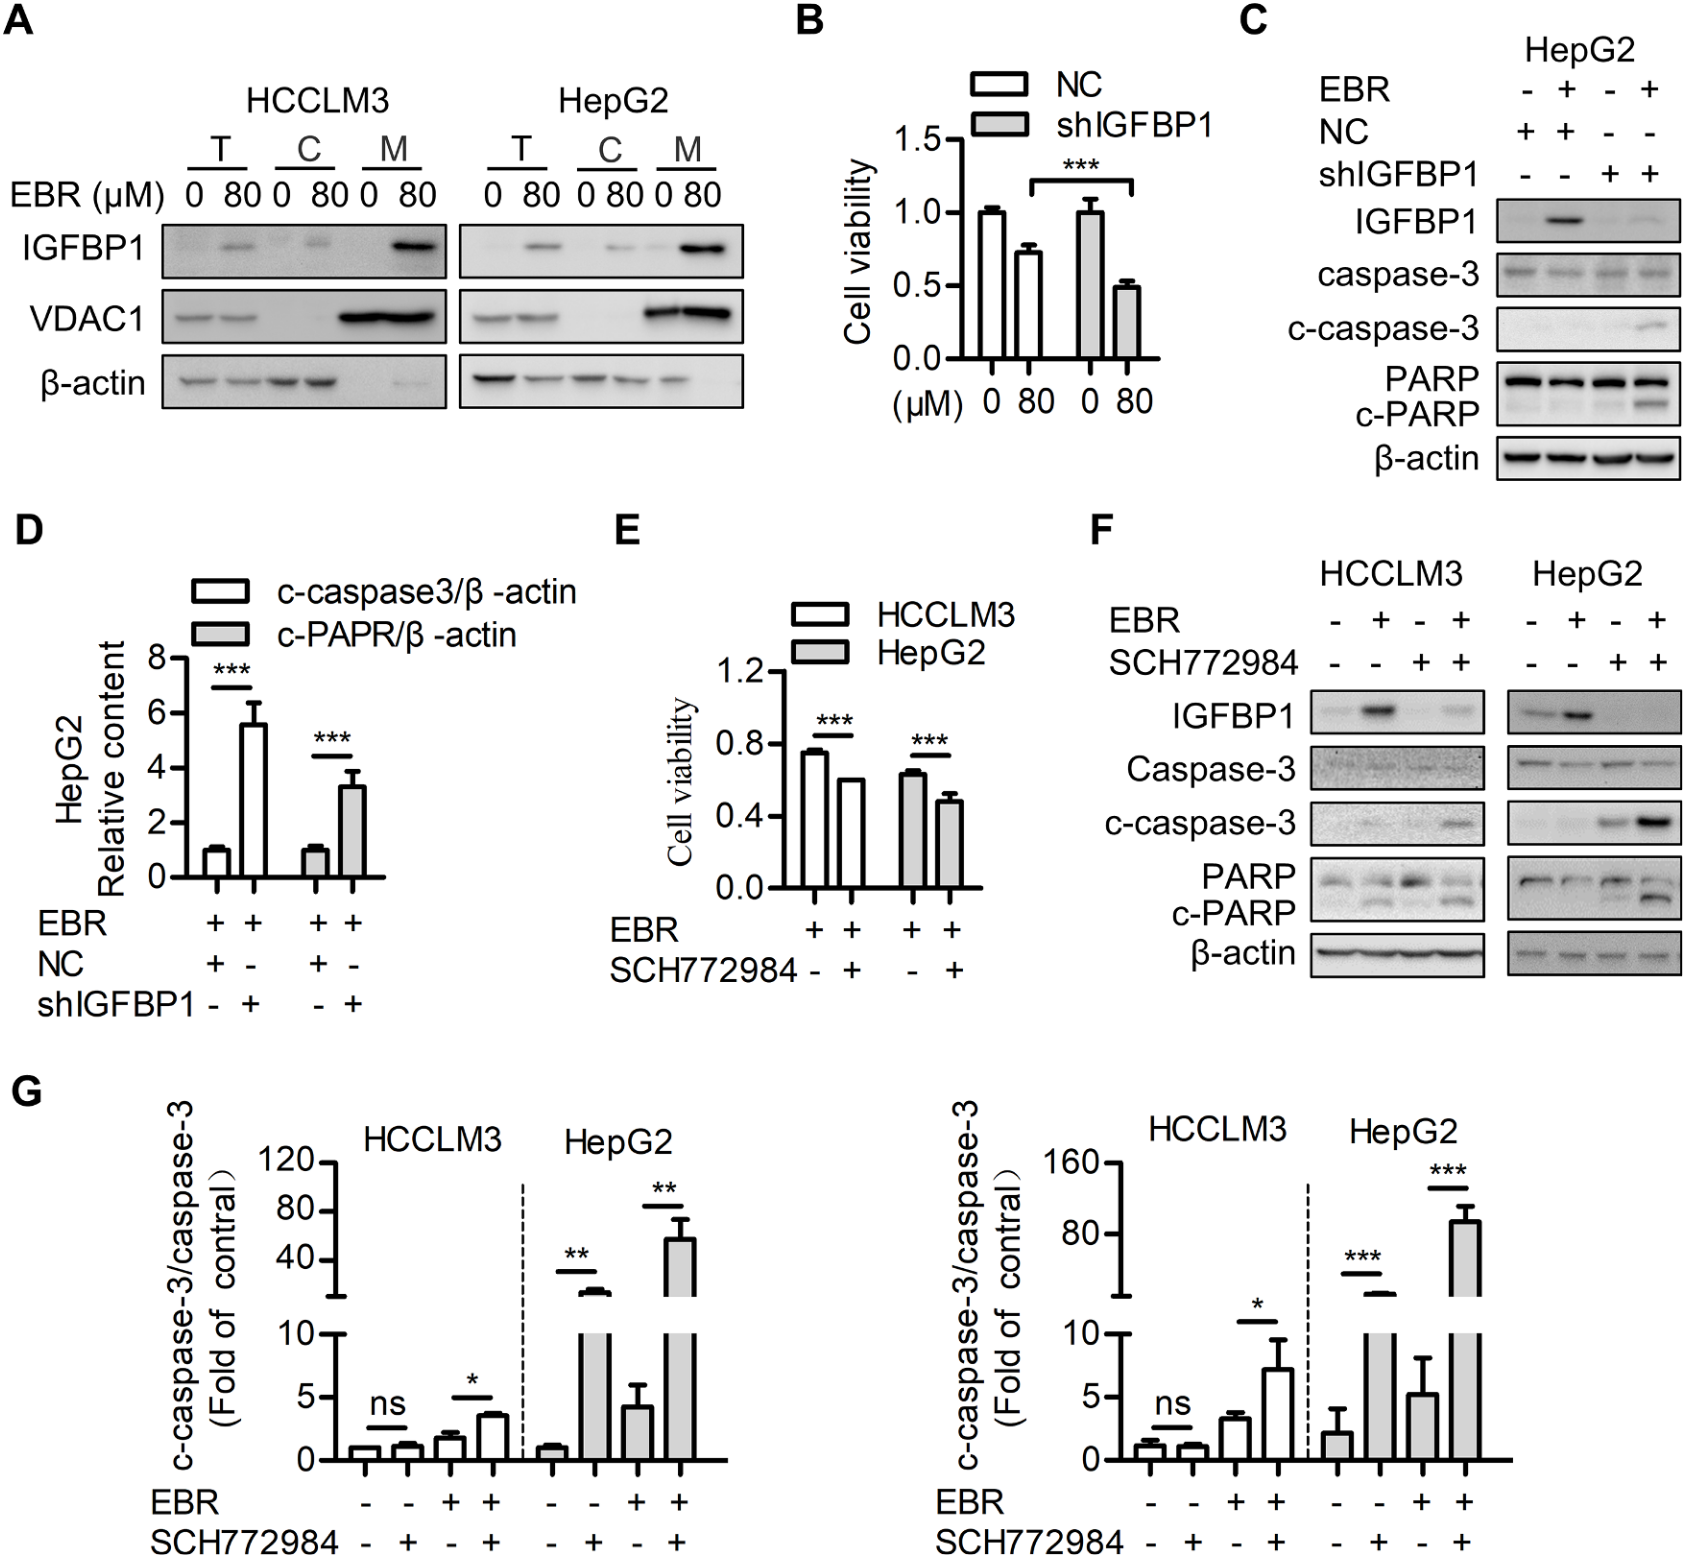 A
HCCLM3 HepG2
T C M T C M
EBR (μM) 0 80 0 80 0 80 0 80 0 80 0 80
IGFBP1
VDAC1
β-actin
B
NC
shIGFBP1
Cell viability
1.5
1.0
0.5
0.0
***
(μM) 0 80 0 80
C
HepG2
EBR - + - +
NC + + - -
shIGFBP1 - - + +
IGFBP1
caspase-3
c-caspase-3
PARP
c-PARP
β-actin
D
c-caspase3/β -actin
c-PAPR/β -actin
HepG2
Relative content
8
6
4
2
0
*** ***
EBR + + + +
NC + - + -
shIGFBP1 - + - +
E
HCCLM3
HepG2
Cell viability
1.2
0.8
0.4
0.0
*** ***
EBR + + + +
SCH772984 - + - +
F
HCCLM3 HepG2
EBR - + - + - + - +
SCH772984 - - + + - - + +
IGFBP1
Caspase-3
c-caspase-3
PARP
c-PARP
β-actin
G
c-caspase-3/caspase-3
(Fold of contral)
HCCLM3 HepG2
120
80
40
10
5
0
ns * ** **
EBR - - + + - - + +
SCH772984 - + - + - + - +
c-caspase-3/caspase-3
(Fold of contral)
HCCLM3 HepG2
160
80
10
5
0
ns * *** ***
EBR - - + + - - + +
SCH772984 - + - + - + - +